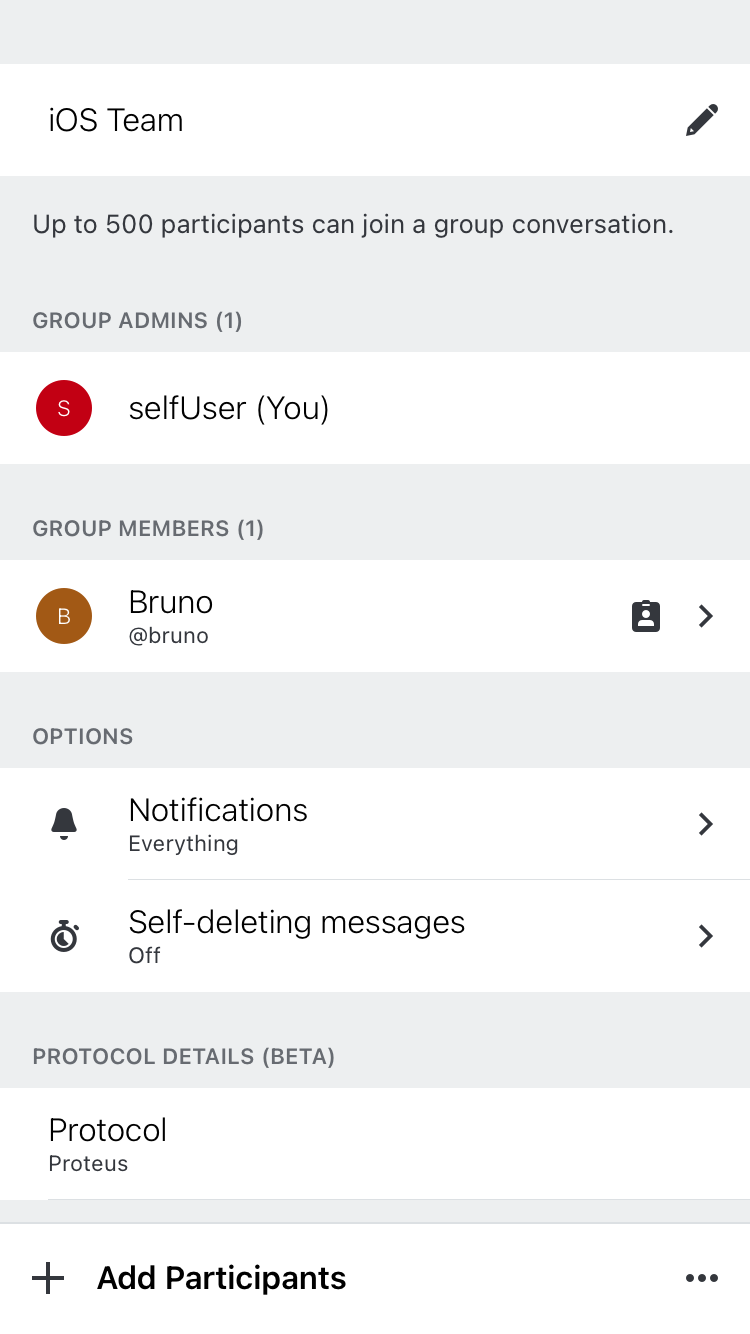 iOS Team
Up to 500 participants can join a group conversation.
GROUP ADMINS (1)
S
selfUser (You)
GROUP MEMBERS (1)
B
Bruno
@bruno
OPTIONS
Notifications
Everything
Self-deleting messages
Off
PROTOCOL DETAILS (BETA)
Protocol
Proteus
Add Participants